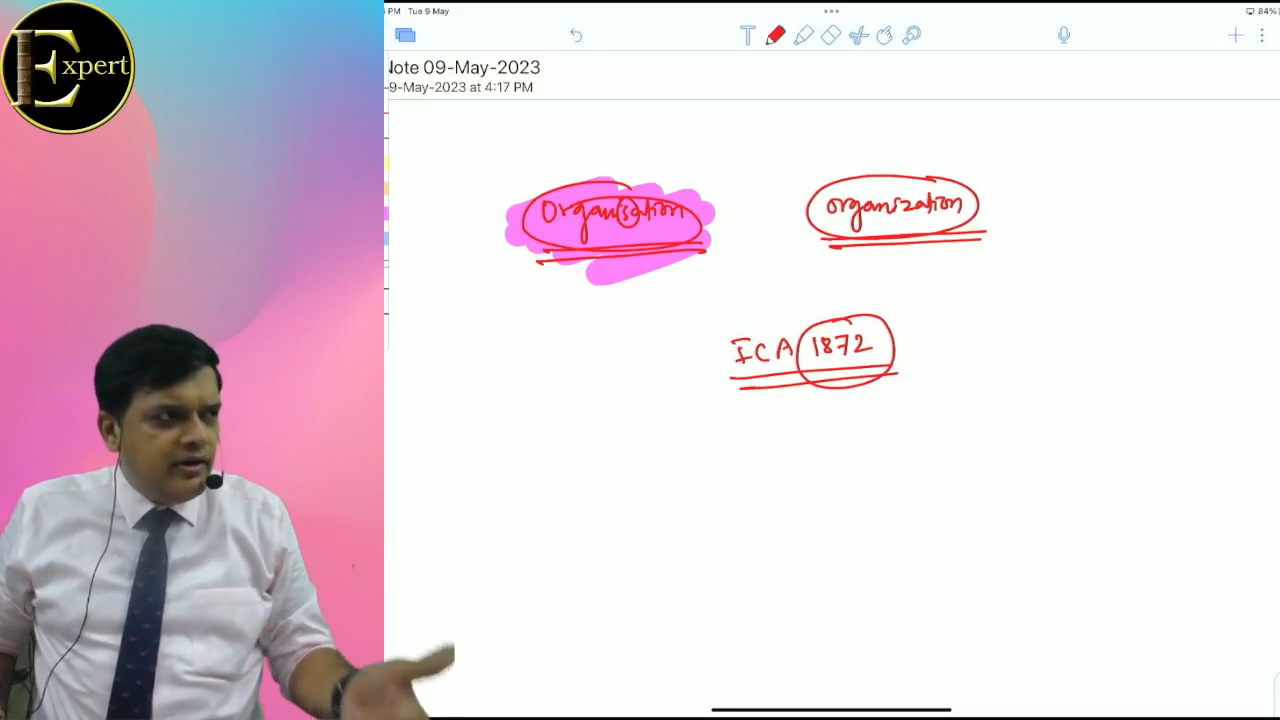 Expert
PM Tue 9 May
84%
Note 09-May-2023
9-May-2023 at 4:17 PM
T
Organisation
Organization
ICA 1872